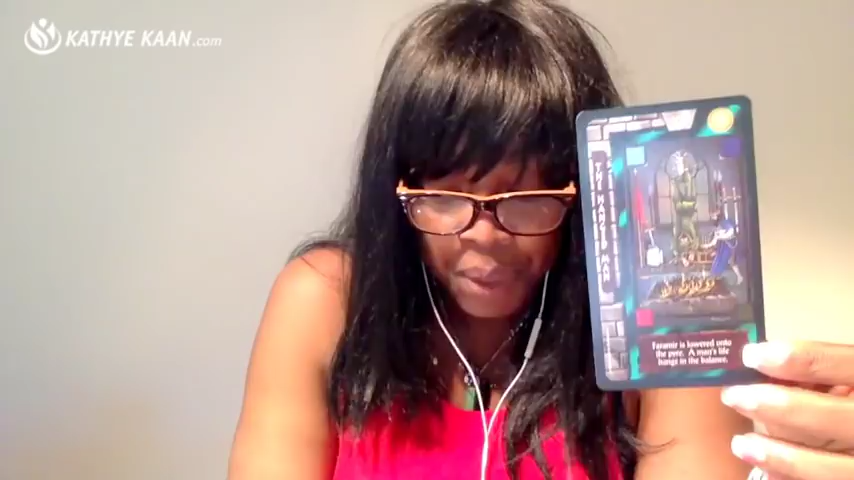 KATHYE KAAN.com
THE HANGED MAN
Faramir is lowered onto
the pyre. A man's life
hangs in the balance.